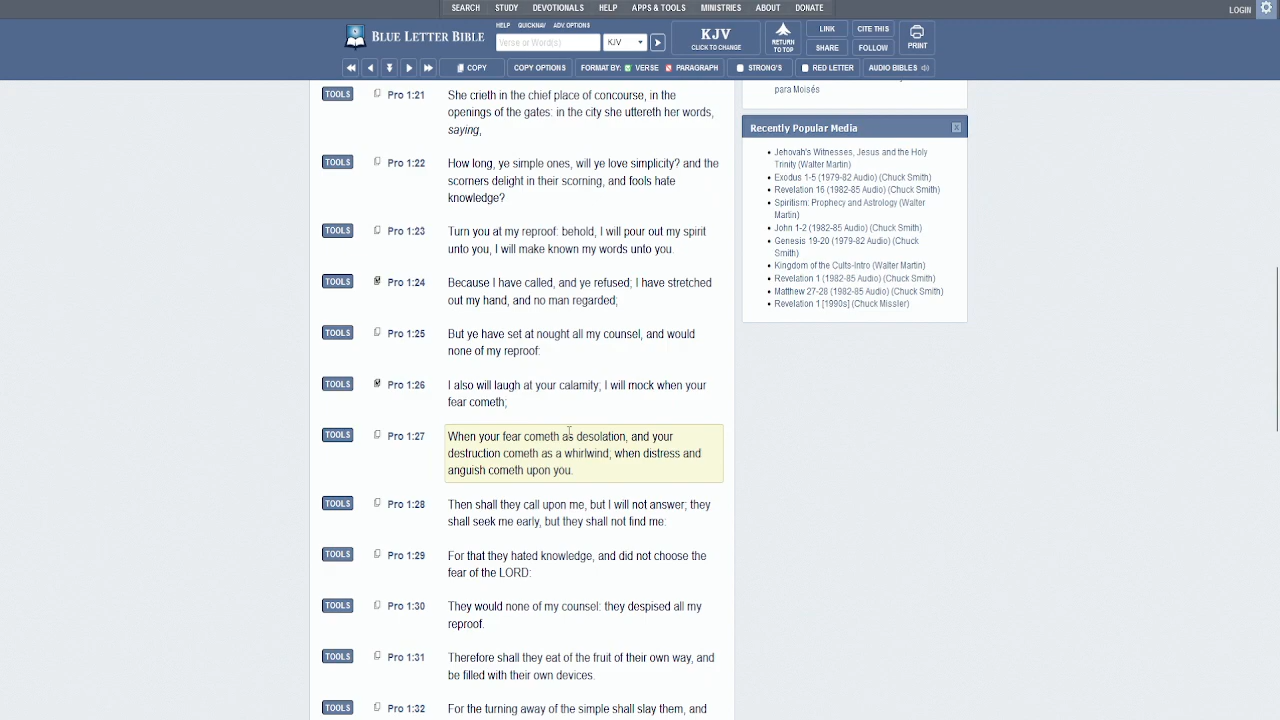 SEARCH STUDY DEVOTIONALS HELP APPS & TOOLS MINISTRIES ABOUT DONATE
LOGIN
BLUE LETTER BIBLE
HELP QUICKNAV ADV. OPTIONS
Verse or Word(s)
KJV
KJV
CLICK TO CHANGE
RETURN
TO TOP
LINK
CITE THIS
SHARE
FOLLOW
PRINT
COPY
COPY OPTIONS
FORMAT BY: VERSE PARAGRAPH
STRONG'S
RED LETTER
AUDIO BIBLES
TOOLS Pro 1:21 She crieth in the chief place of concourse, in the
openings of the gates: in the city she uttereth her words,
saying,
TOOLS Pro 1:22 How long, ye simple ones, will ye love simplicity? and the
scorners delight in their scorning, and fools hate
knowledge?
TOOLS Pro 1:23 Turn you at my reproof: behold, I will pour out my spirit
unto you, I will make known my words unto you.
TOOLS Pro 1:24 Because I have called, and ye refused; I have stretched
out my hand, and no man regarded;
TOOLS Pro 1:25 But ye have set at nought all my counsel, and would
none of my reproof:
TOOLS Pro 1:26 I also will laugh at your calamity; I will mock when your
fear cometh;
TOOLS Pro 1:27 When your fear cometh as desolation, and your
destruction cometh as a whirlwind; when distress and
anguish cometh upon you.
TOOLS Pro 1:28 Then shall they call upon me, but I will not answer; they
shall seek me early, but they shall not find me:
TOOLS Pro 1:29 For that they hated knowledge, and did not choose the
fear of the LORD:
TOOLS Pro 1:30 They would none of my counsel: they despised all my
reproof.
TOOLS Pro 1:31 Therefore shall they eat of the fruit of their own way, and
be filled with their own devices.
TOOLS Pro 1:32 For the turning away of the simple shall slay them, and
para Moisés
Recently Popular Media
Jehovah's Witnesses, Jesus and the Holy
Trinity (Walter Martin)
Exodus 1-5 (1979-82 Audio) (Chuck Smith)
Revelation 16 (1982-85 Audio) (Chuck Smith)
Spiritism: Prophecy and Astrology (Walter
Martin)
John 1-2 (1982-85 Audio) (Chuck Smith)
Genesis 19-20 (1979-82 Audio) (Chuck
Smith)
Kingdom of the Cults-Intro (Walter Martin)
Revelation 1 (1982-85 Audio) (Chuck Smith)
Matthew 27-28 (1982-85 Audio) (Chuck Smith)
Revelation 1 [1990s] (Chuck Missler)